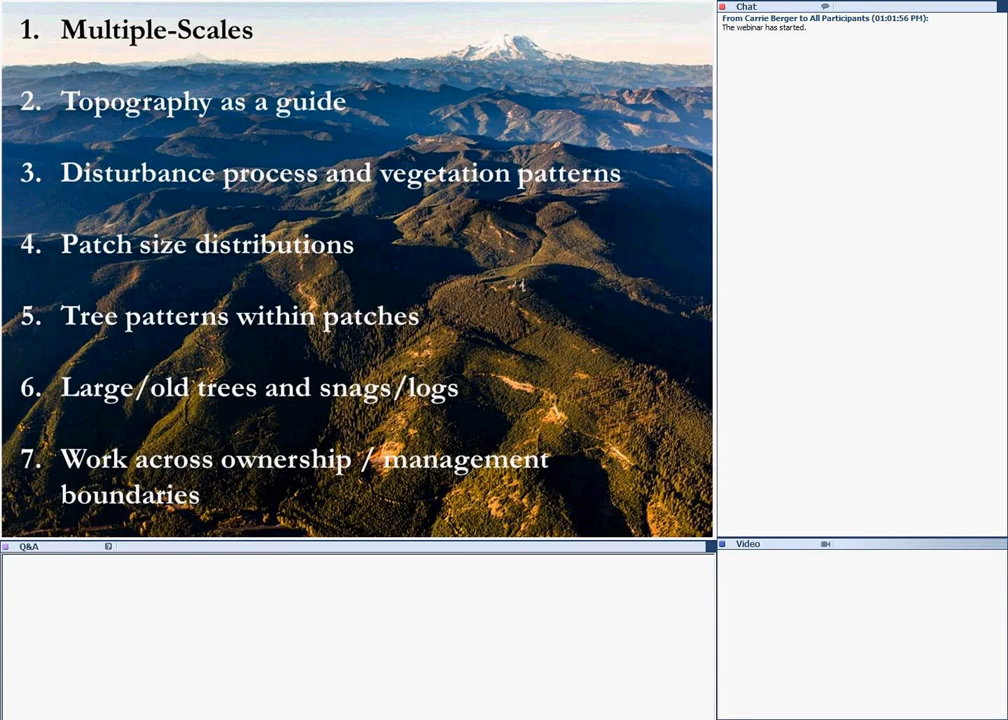 1. Multiple-Scales
2. Topography as a guide
3. Disturbance process and vegetation patterns
4. Patch size distributions
5. Tree patterns within patches
6. Large/old trees and snags/logs
7. Work across ownership / management
boundaries
Chat
From Carrie Berger to All Participants (01:01:56 PM):
The webinar has started.
Q&A
Video